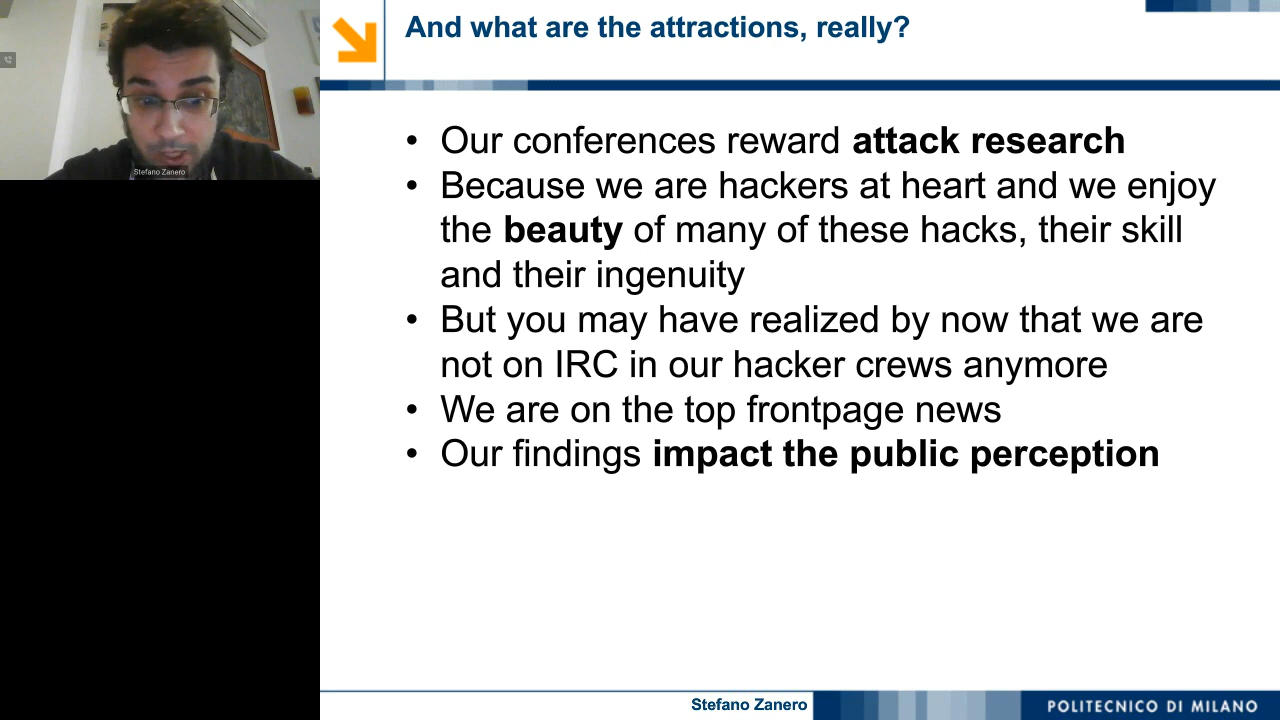 Stefano Zanero
And what are the attractions, really?
• Our conferences reward attack research
• Because we are hackers at heart and we enjoy
the beauty of many of these hacks, their skill
and their ingenuity
• But you may have realized by now that we are
not on IRC in our hacker crews anymore
• We are on the top frontpage news
• Our findings impact the public perception
Stefano Zanero
POLITECNICO DI MILANO